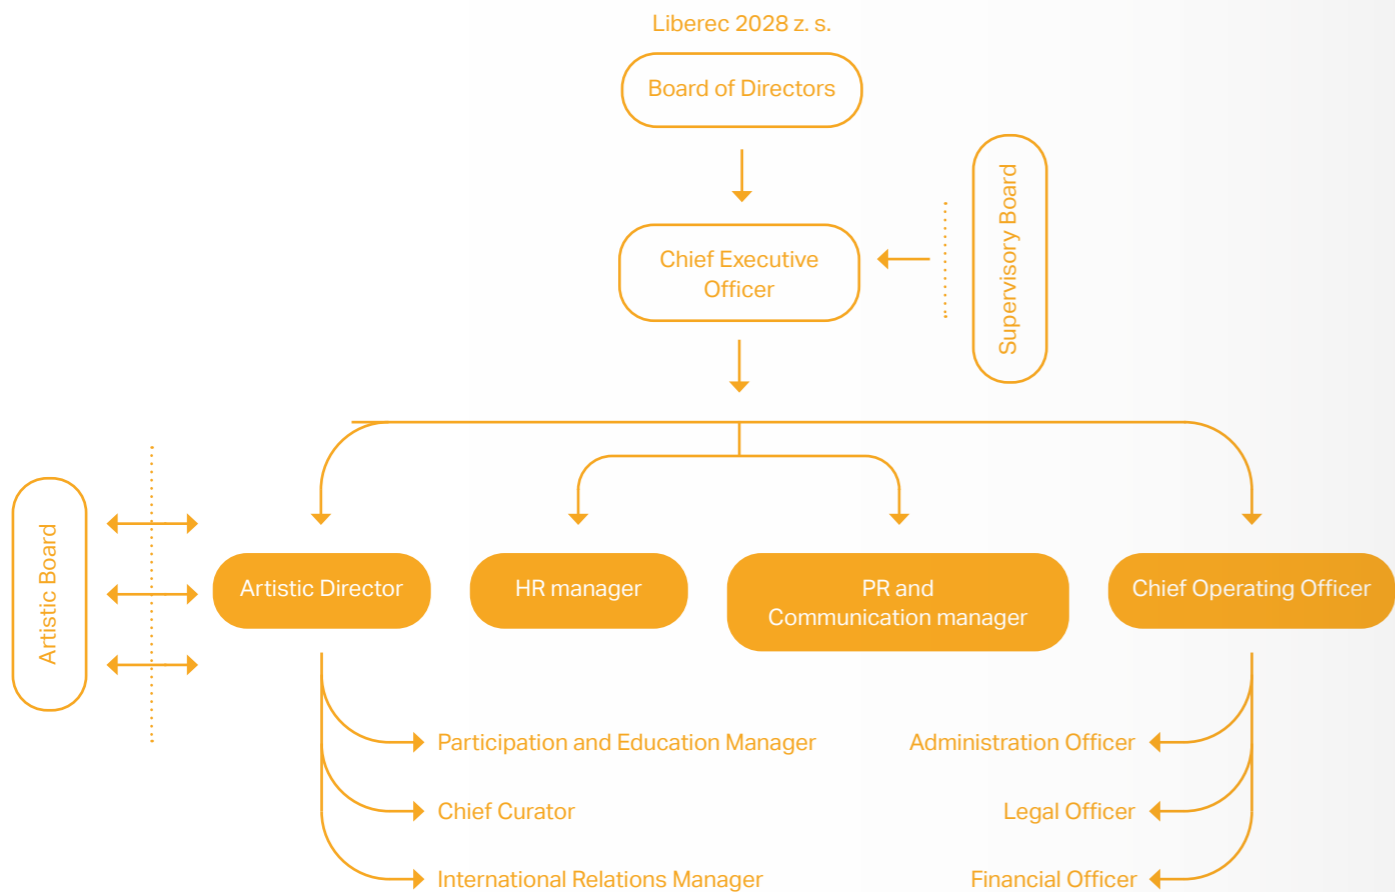 Liberec 2028 z. s.
Board of Directors
Supervisory Board
Chief Executive
Officer
Artistic Board
Artistic Director
HR manager
PR and
Communication manager
Chief Operating Officer
Participation and Education Manager
Administration Officer
Chief Curator
Legal Officer
International Relations Manager
Financial Officer